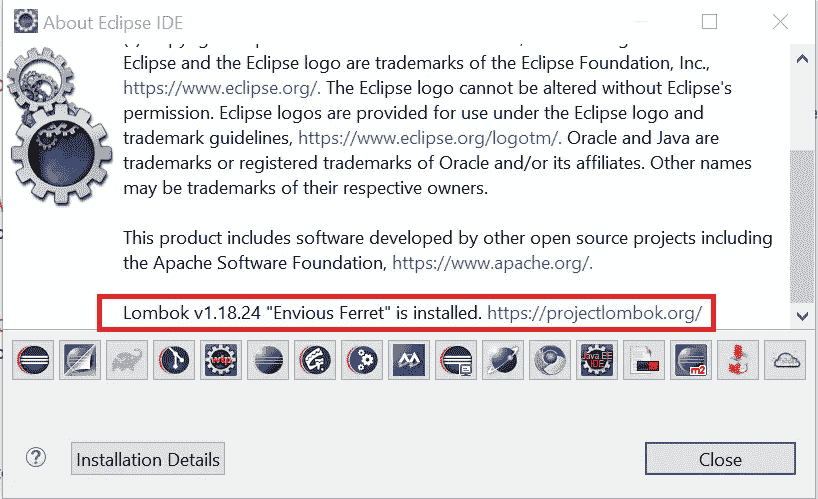 About Eclipse IDE
Eclipse and the Eclipse logo are trademarks of the Eclipse Foundation, Inc.,
https://www.eclipse.org/. The Eclipse logo cannot be altered without Eclipse's
permission. Eclipse logos are provided for use under the Eclipse logo and
trademark guidelines, https://www.eclipse.org/logotm/. Oracle and Java are
trademarks or registered trademarks of Oracle and/or its affiliates. Other names
may be trademarks of their respective owners.
This product includes software developed by other open source projects including
the Apache Software Foundation, https://www.apache.org/.
Lombok v1.18.24 "Envious Ferret" is installed. https://projectlombok.org/
wtp
Java EE
IDE
m2
?
Installation Details
Close